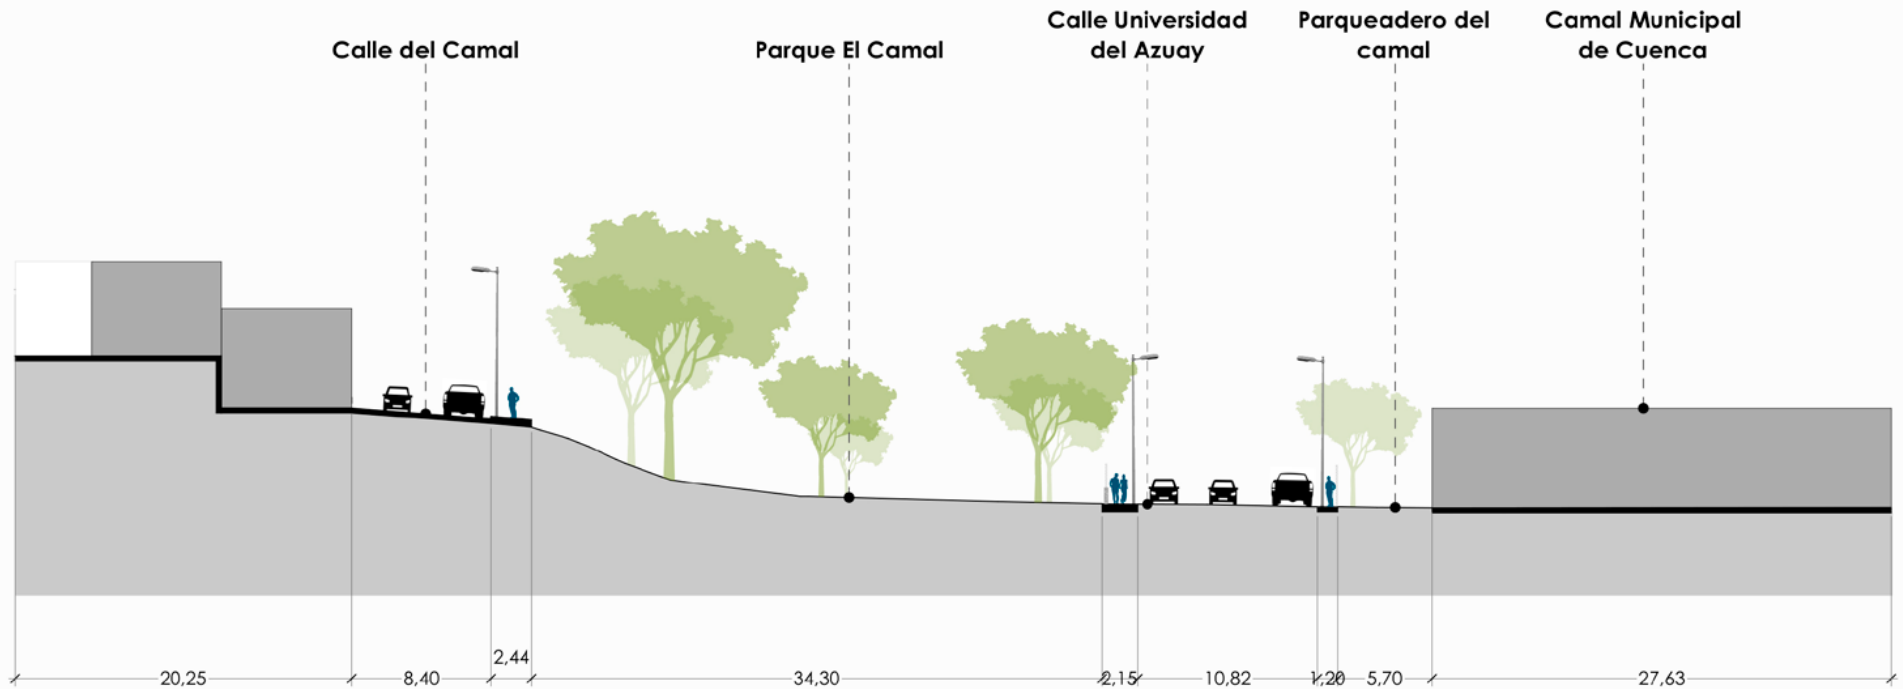 Calle del Camal
Parque El Camal
Calle Universidad
del Azuay
Parqueadero del
camal
Camal Municipal
de Cuenca
20,25
8,40
2,44
34,30
2,15
10,82
1,20
5,70
27,63